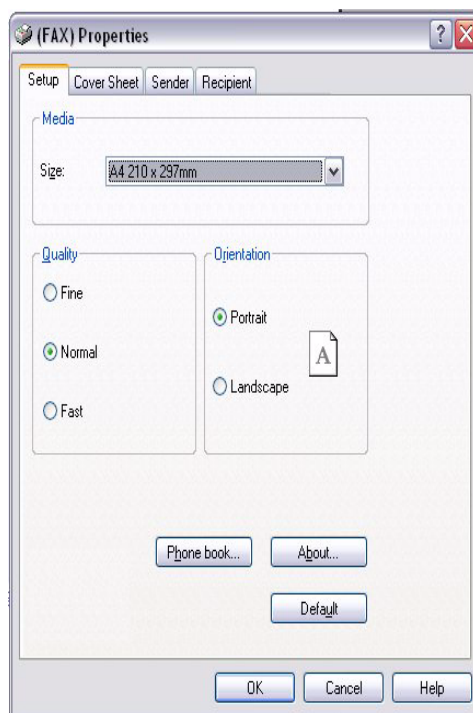 (FAX) Properties
Setup Cover Sheet Sender Recipient
Media
Size: A4 210 x 297mm
Quality
Fine
Normal
Fast
Orientation
Portrait
Landscape
A
Phone book... About...
Default
OK Cancel Help